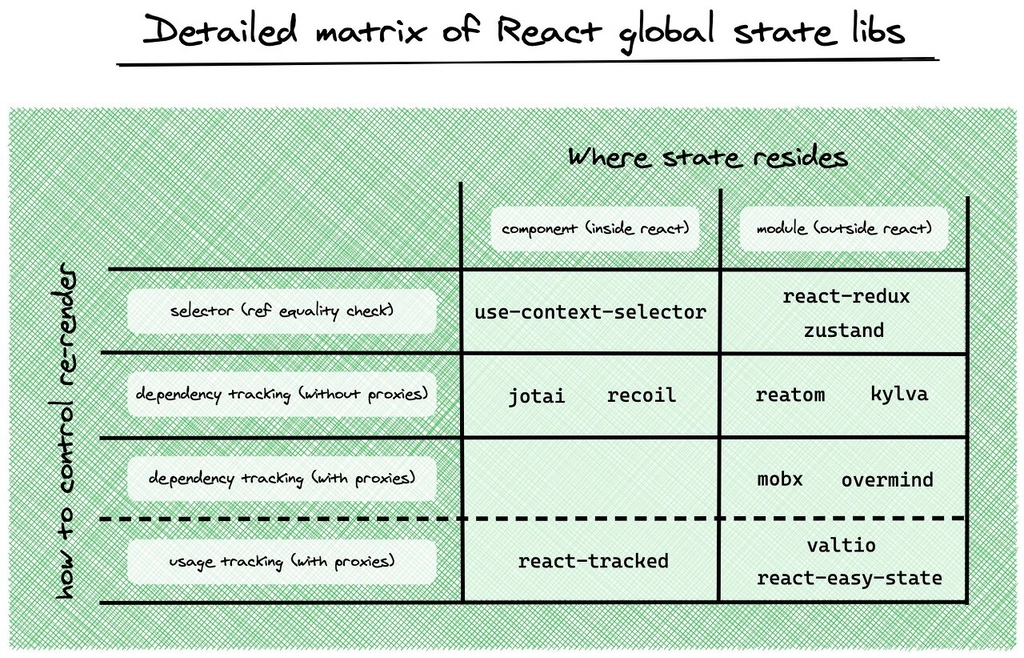 Detailed matrix of React global state libs
Where state resides
component (inside react)
module (outside react)
how to control re-render
selector (ref equality check)
use-context-selector
react-redux
zustand
dependency tracking (without proxies)
jotai recoil
reatom kylva
dependency tracking (with proxies)
mobx overmind
usage tracking (with proxies)
react-tracked
valtio
react-easy-state